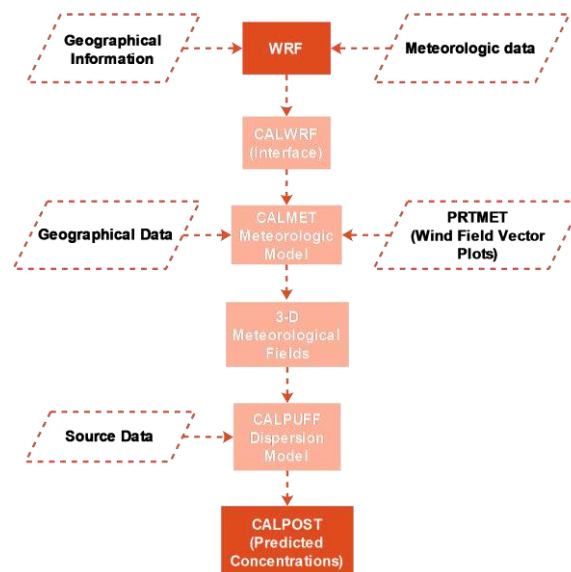 Geographical
Information
WRF
Meteorologic data
CALWRF
(Interface)
Geographical Data
CALMET
Meteorologic
Model
PRTMET
(Wind Field Vector
Plots)
3-D
Meteorological
Fields
Source Data
CALPUFF
Dispersion
Model
CALPOST
(Predicted
Concentrations)